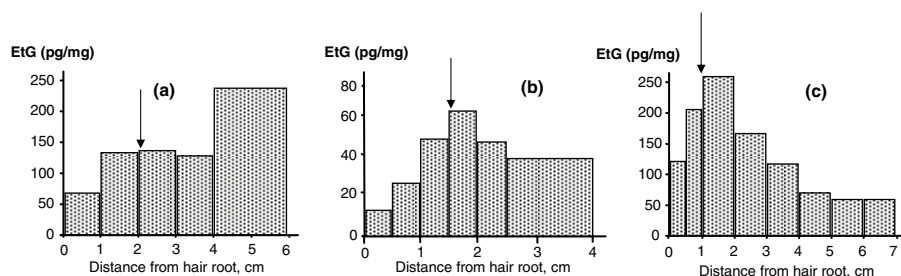 EtG (pg/mg)
250
200
150
100
50
0
(a)
0 1 2 3 4 5 6
Distance from hair root, cm
EtG (pg/mg)
80
60
40
20
0
(b)
0 1 2 3 4
Distance from hair root, cm
EtG (pg/mg)
250
200
150
100
50
0
(c)
0 1 2 3 4 5 6 7
Distance from hair root, cm